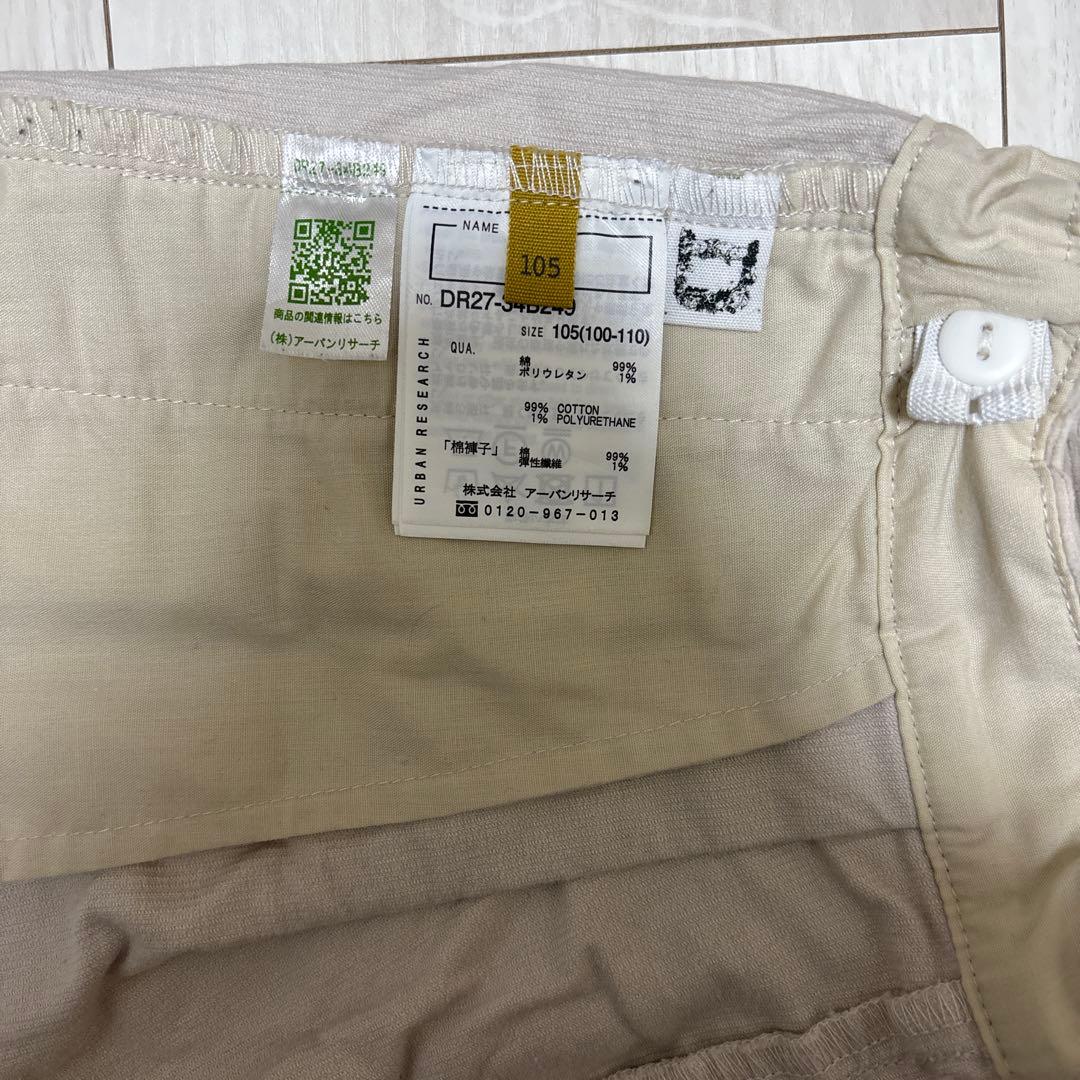 DR27-34B249
商品の関連情報はこちら
(株)アーバンリサーチ
NAME
105
NO. DR27-34B249
SIZE 105(100-110)
QUA.
綿 99%
ポリウレタン 1%
99% COTTON
1% POLYURETHANE
「棉褲子」 棉 99%
弾性纖維 1%
URBAN RESEARCH
株式会社 アーバンリサーチ
0120-967-013